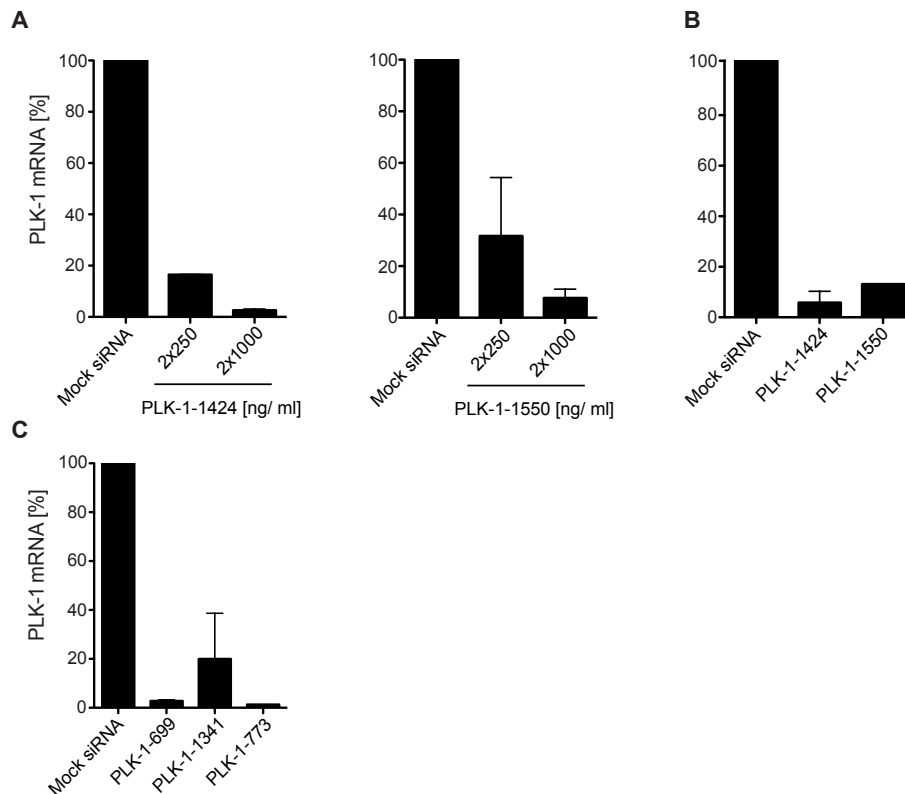 A
PLK-1 mRNA [%]
100
80
60
40
20
0
Mock siRNA
2x250
2x1000
PLK-1-1424 [ng/ ml]
100
80
60
40
20
0
Mock siRNA
2x250
2x1000
PLK-1-1550 [ng/ ml]
B
100
80
60
40
20
0
Mock siRNA
PLK-1-1424
PLK-1-1550
C
PLK-1 mRNA [%]
100
80
60
40
20
0
Mock siRNA
PLK-1-699
PLK-1-1341
PLK-1-773